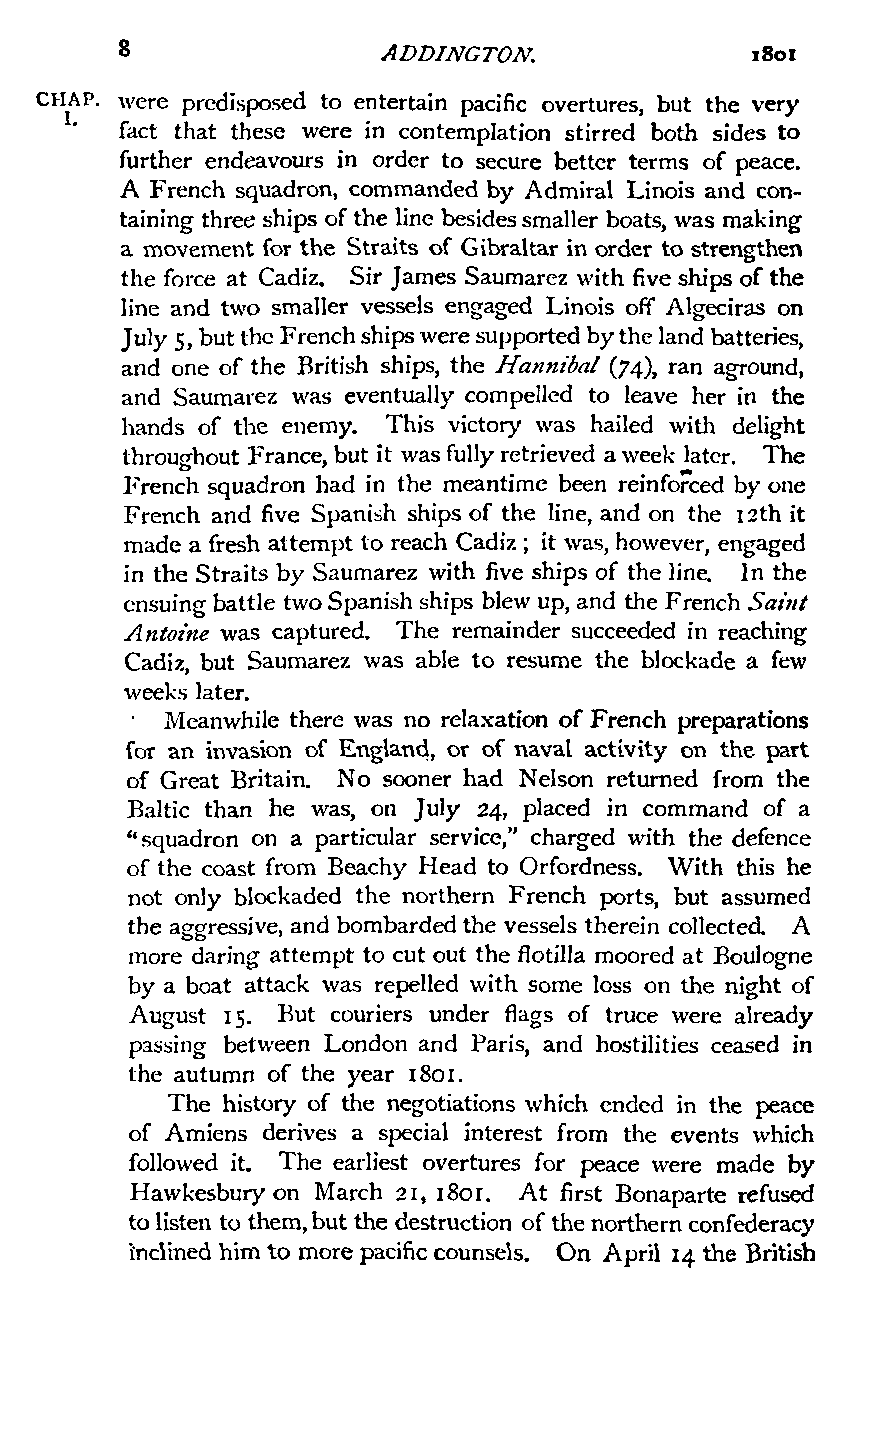 8 ADDINGTON. 1801
CHAP. I. were predisposed to entertain pacific overtures, but the very
fact that these were in contemplation stirred both sides to
further endeavours in order to secure better terms of peace.
A French squadron, commanded by Admiral Linois and con-
taining three ships of the line besides smaller boats, was making
a movement for the Straits of Gibraltar in order to strengthen
the force at Cadiz. Sir James Saumarez with five ships of the
line and two smaller vessels engaged Linois off Algeciras on
July 5, but the French ships were supported by the land batteries,
and one of the British ships, the Hannibal (74), ran aground,
and Saumarez was eventually compelled to leave her in the
hands of the enemy. This victory was hailed with delight
throughout France, but it was fully retrieved a week later. The
French squadron had in the meantime been reinforced by one
French and five Spanish ships of the line, and on the 12th it
made a fresh attempt to reach Cadiz ; it was, however, engaged
in the Straits by Saumarez with five ships of the line. In the
ensuing battle two Spanish ships blew up, and the French Saint
Antoine was captured. The remainder succeeded in reaching
Cadiz, but Saumarez was able to resume the blockade a few
weeks later.
Meanwhile there was no relaxation of French preparations
for an invasion of England, or of naval activity on the part
of Great Britain. No sooner had Nelson returned from the
Baltic than he was, on July 24, placed in command of a
“squadron on a particular service,” charged with the defence
of the coast from Beachy Head to Orfordness. With this he
not only blockaded the northern French ports, but assumed
the aggressive, and bombarded the vessels therein collected. A
more daring attempt to cut out the flotilla moored at Boulogne
by a boat attack was repelled with some loss on the night of
August 15. But couriers under flags of truce were already
passing between London and Paris, and hostilities ceased in
the autumn of the year 1801.
The history of the negotiations which ended in the peace
of Amiens derives a special interest from the events which
followed it. The earliest overtures for peace were made by
Hawkesbury on March 21, 1801. At first Bonaparte refused
to listen to them, but the destruction of the northern confederacy
inclined him to more pacific counsels. On April 14 the British